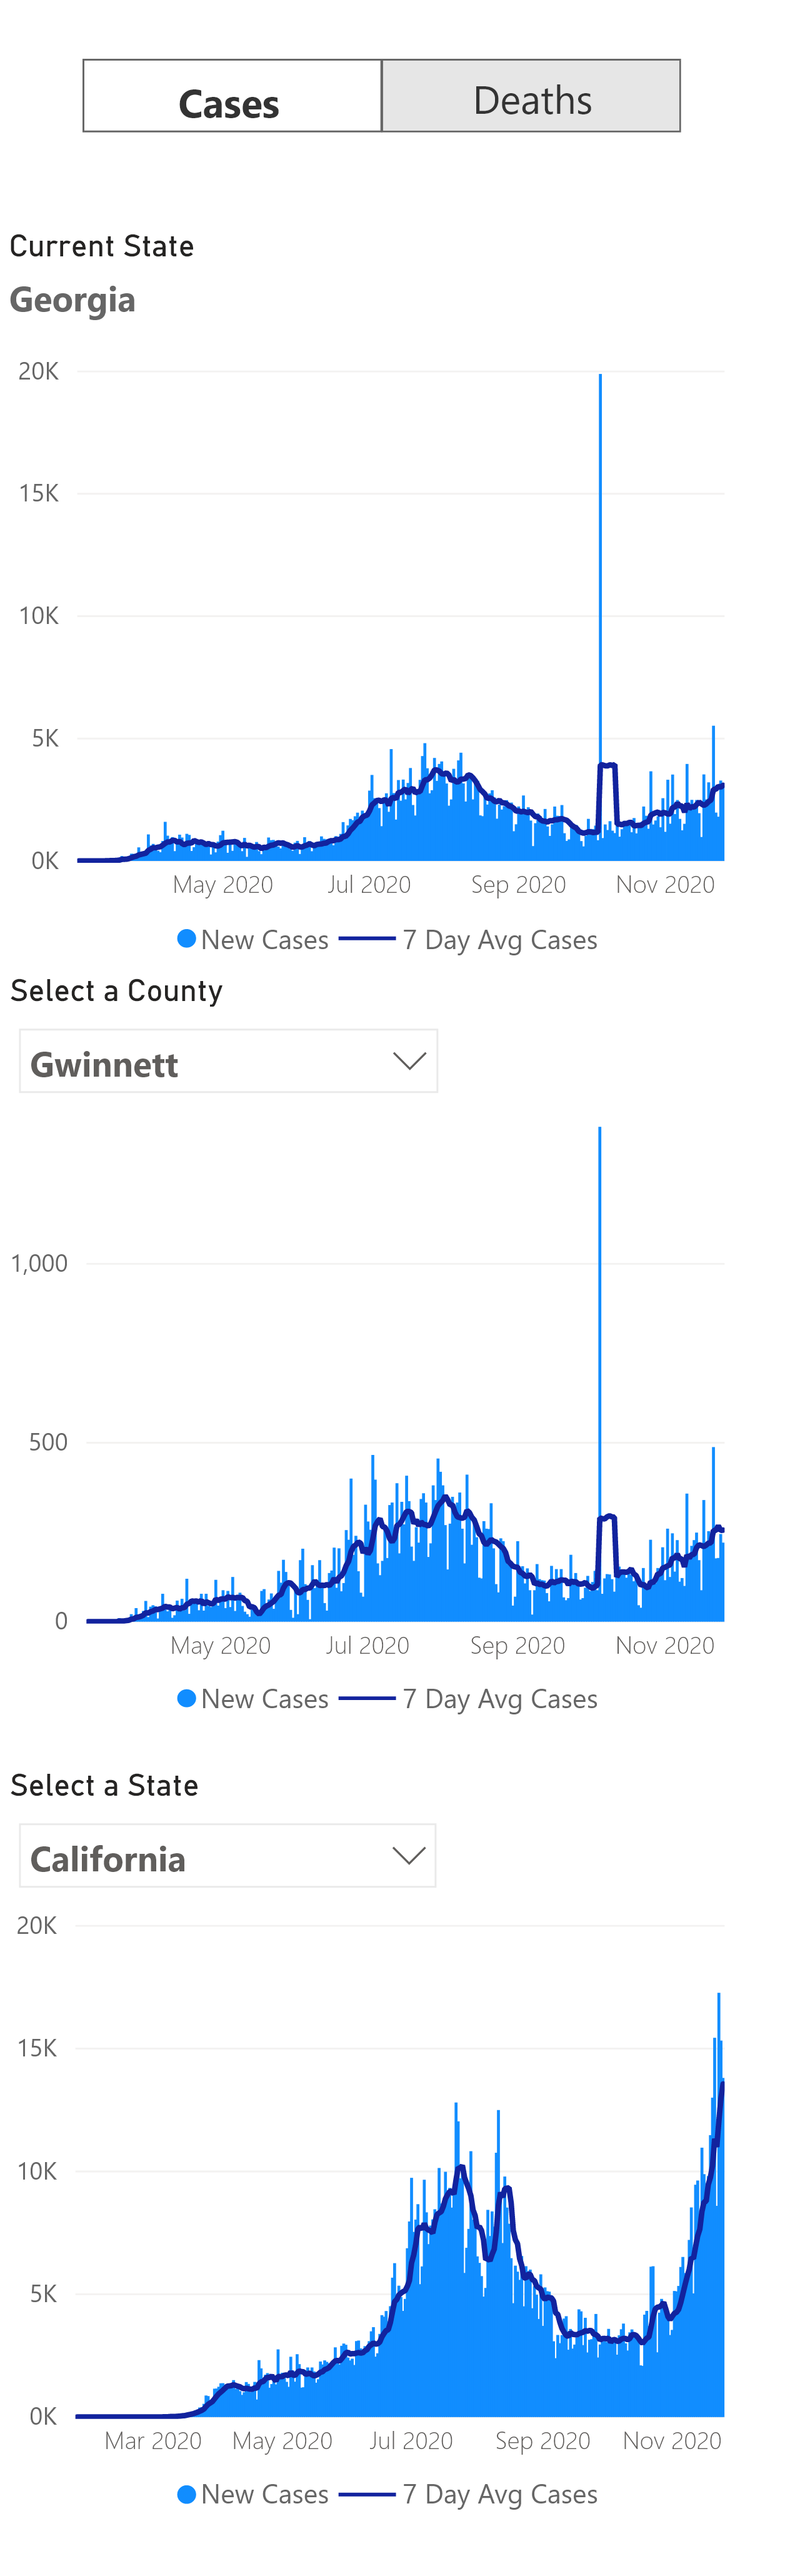 Cases Deaths
Current State
Georgia
20K
15K
10K
5K
0K
May 2020 Jul 2020 Sep 2020 Nov 2020
New Cases 7 Day Avg Cases
Select a County
Gwinnett
1,000
500
0
May 2020 Jul 2020 Sep 2020 Nov 2020
New Cases 7 Day Avg Cases
Select a State
California
20K
15K
10K
5K
0K
Mar 2020 May 2020 Jul 2020 Sep 2020 Nov 2020
New Cases 7 Day Avg Cases